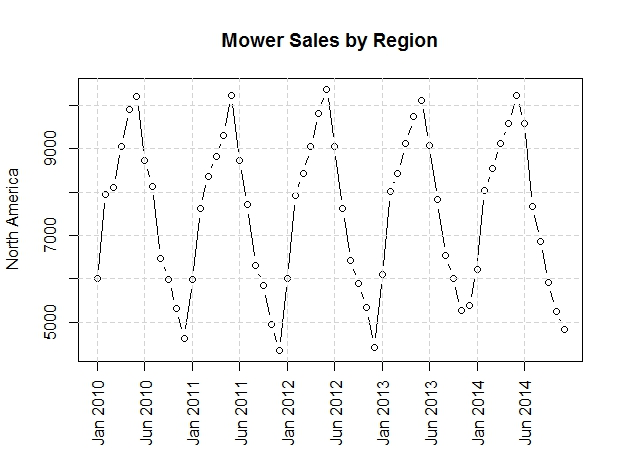 Mower Sales by Region
North America
9000
7000
5000
Jan 2010
Jun 2010
Jan 2011
Jun 2011
Jan 2012
Jun 2012
Jan 2013
Jun 2013
Jan 2014
Jun 2014